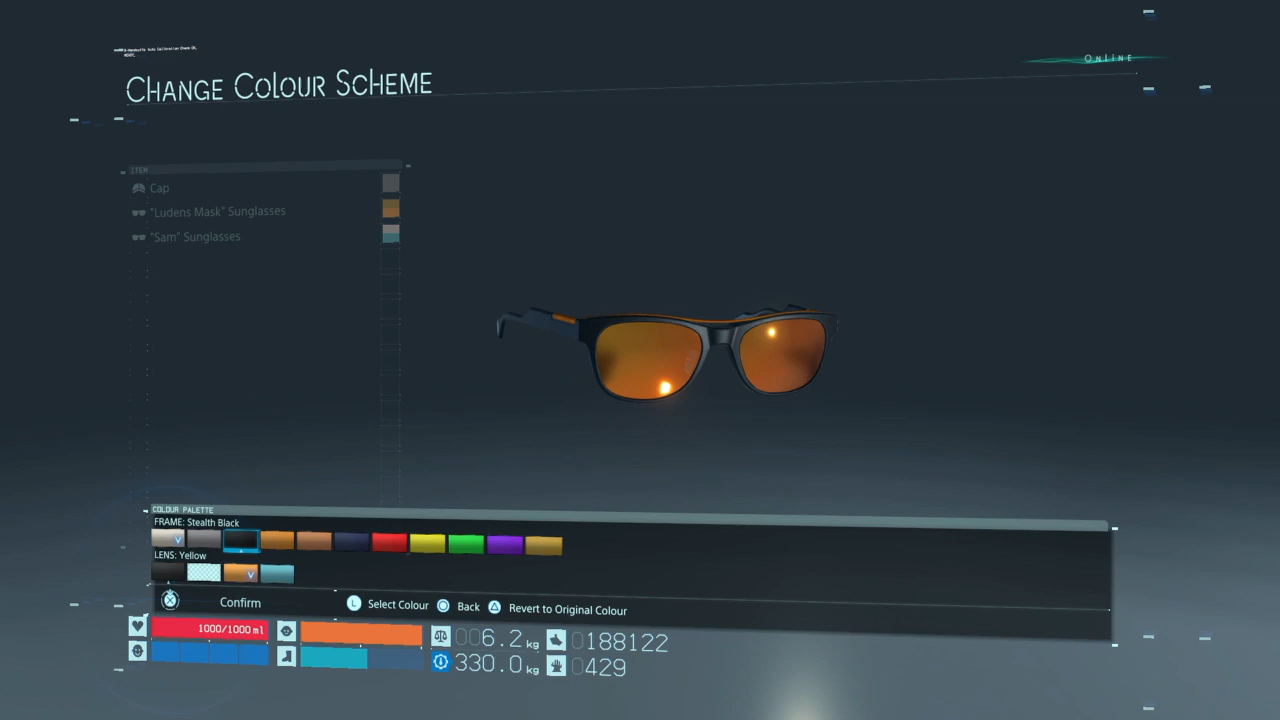 CHANGE COLOUR SCHEME
ONLINE
ITEM
Cap
"Ludens Mask" Sunglasses
"Sam" Sunglasses
COLOUR PALETTE
FRAME: Stealth Black
LENS: Yellow
Confirm
L Select Colour Back Revert to Original Colour
1000/1000 ml
006.2 kg 0188122
330.0 kg 0429